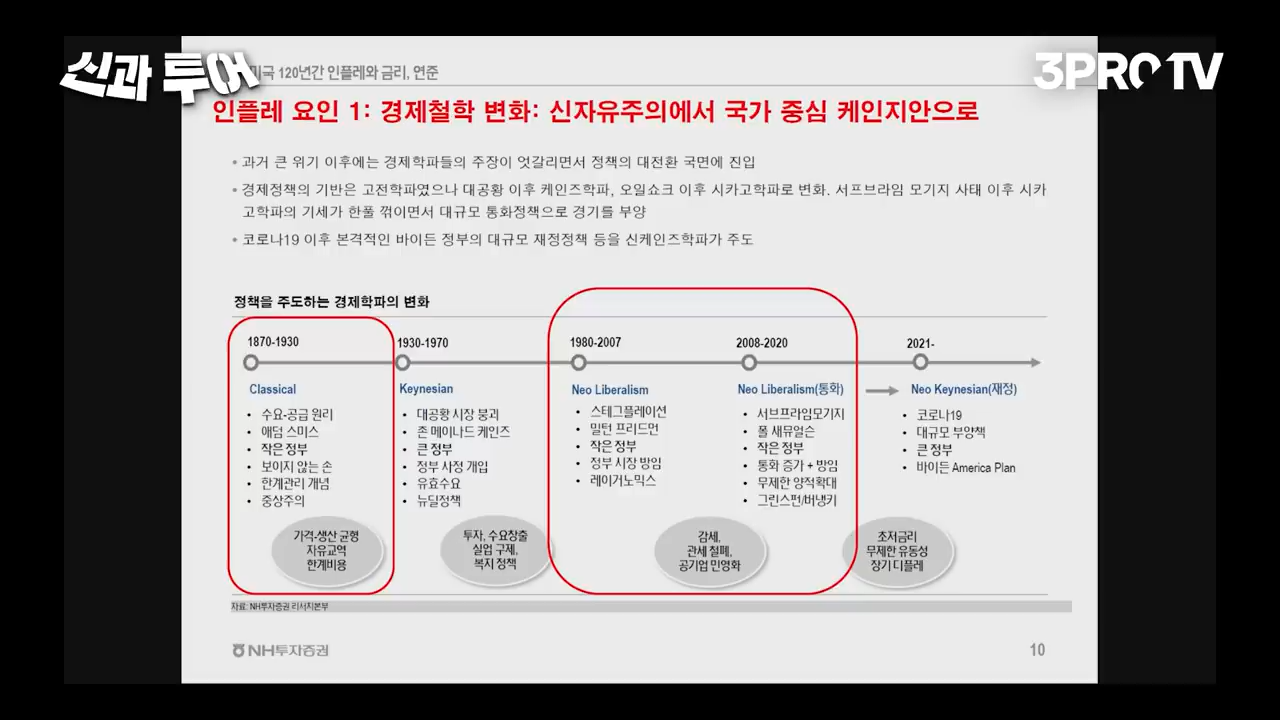 신과 투어
3PROTV
미국 120년간 인플레와 금리, 연준
인플레 요인 1: 경제철학 변화: 신자유주의에서 국가 중심 케인지안으로
• 과거 큰 위기 이후에는 경제학파들의 주장이 엇갈리면서 정책의 대전환 국면에 진입
• 경제정책의 기반은 고전학파였으나 대공황 이후 케인즈학파, 오일쇼크 이후 시카고학파로 변화. 서프브라임 모기지 사태 이후 시카
고학파의 기세가 한풀 꺾이면서 대규모 통화정책으로 경기를 부양
• 코로나19 이후 본격적인 바이든 정부의 대규모 재정정책 등을 신케인즈학파가 주도
정책을 주도하는 경제학파의 변화
1870-1930
Classical
• 수요-공급 원리
• 애덤 스미스
• 작은 정부
• 보이지 않는 손
• 한계관리 개념
• 중상주의
가격-생산 균형
자유교역
한계비용
1930-1970
Keynesian
• 대공황 시장 붕괴
• 존 메이나드 케인즈
• 큰 정부
• 정부 사정 개입
• 유효수요
• 뉴딜정책
투자, 수요창출
실업 구제,
복지 정책
1980-2007
Neo Liberalism
• 스테그플레이션
• 밀턴 프리드먼
• 작은 정부
• 정부 시장 방임
• 레이거노믹스
2008-2020
Neo Liberalism(통화)
• 서브프라임모기지
• 폴 새뮤얼슨
• 작은 정부
• 통화 증가 + 방임
• 무제한 양적확대
• 그린스펀/버냉키
감세,
관세 철폐,
공기업 민영화
2021-
Neo Keynesian(재정)
• 코로나19
• 대규모 부양책
• 큰 정부
• 바이든 America Plan
초저금리
무제한 유동성
장기 디플레
자료: NH투자증권 리서치본부
NH투자증권
10